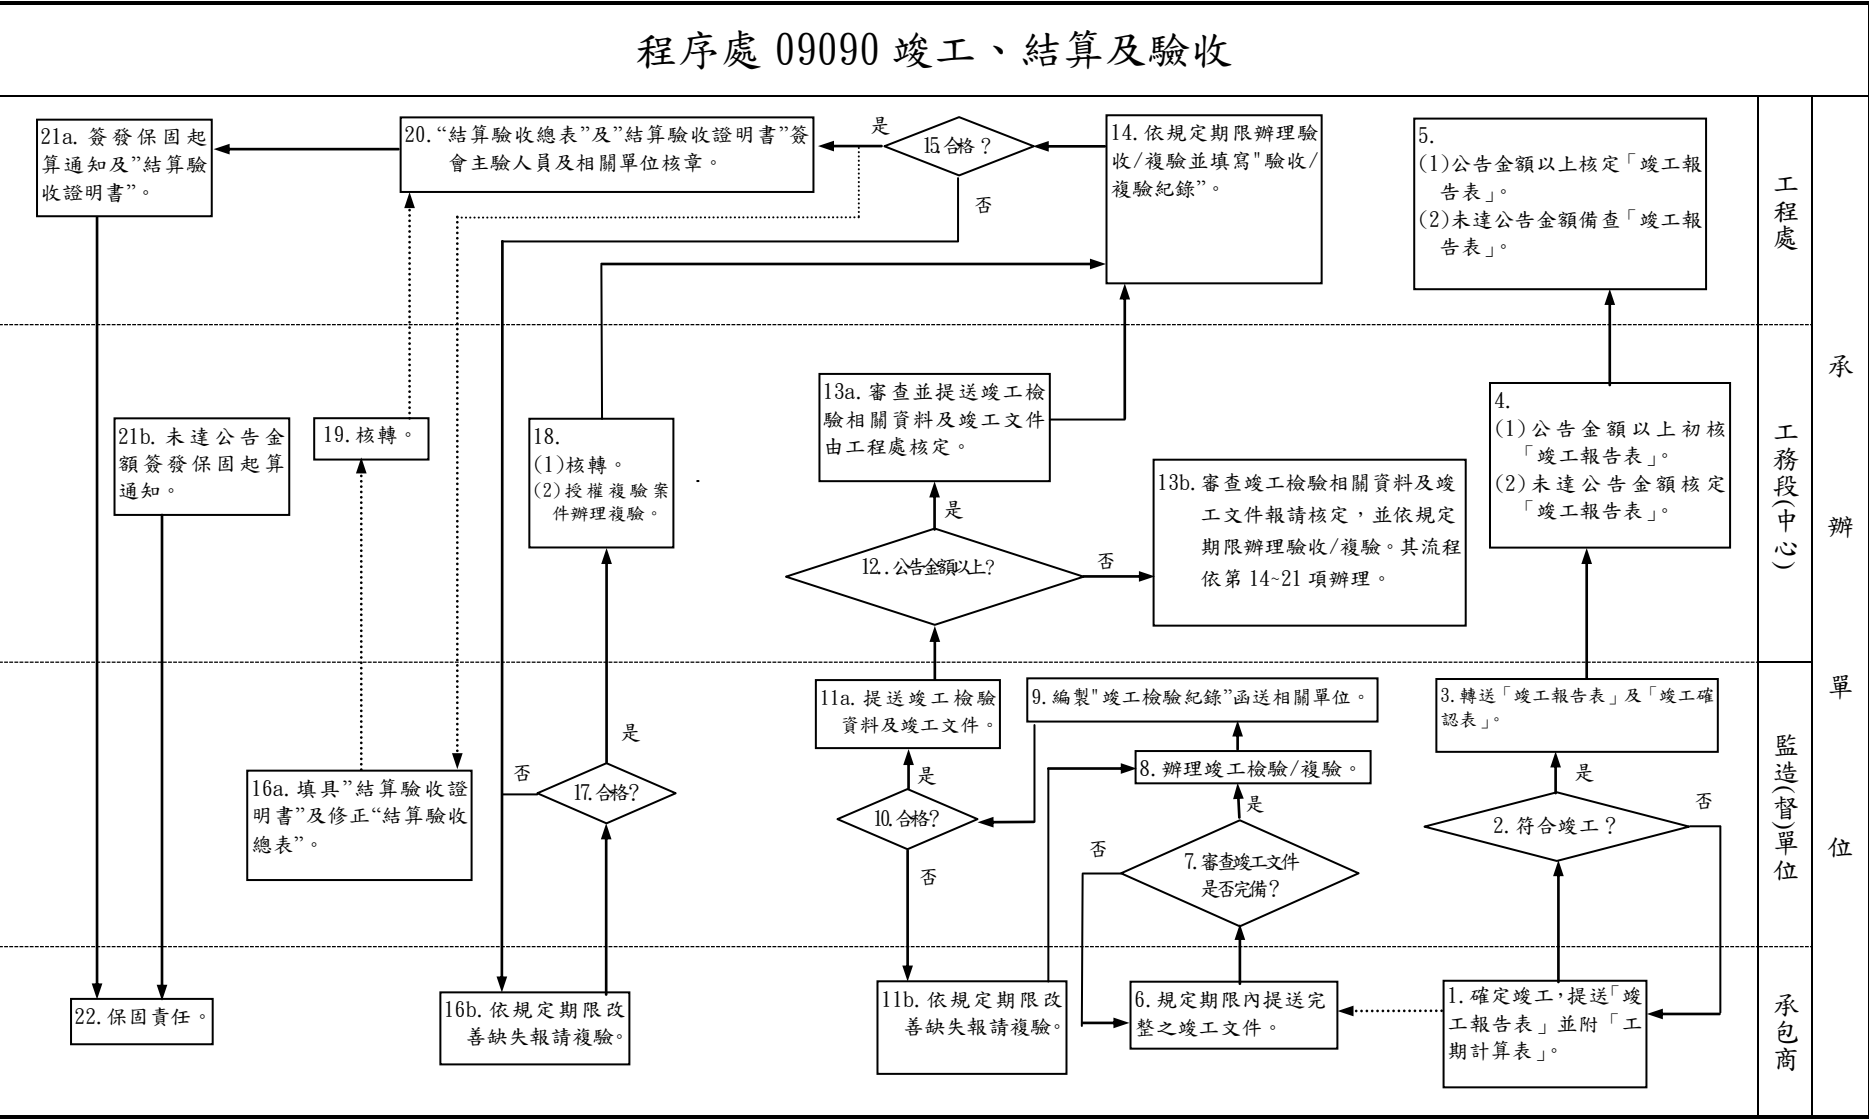 程序處 09090 竣工、結算及驗收
21a. 簽發保固起
算通知及"結算驗
收證明書”。
20.“結算驗收總表”及”結算驗收證明書”簽
會主驗人員及相關單位核章。
是
15.合格？
否
14.依規定期限辦理驗
收/複驗並填寫"驗收/
複驗紀錄”。
5.
(1)公告金額以上核定「竣工報
告表」。
(2)未達公告金額備查「竣工報
告表」。
工程處
21b. 未達公告金
額簽發保固起算
通知。
19.核轉。
18.
(1)核轉。
(2)授權複驗案
件辦理複驗。
13a.審查並提送竣工檢
驗相關資料及竣工文件
由工程處核定。
是
12..公告金額以上?
否
13b.審查竣工檢驗相關資料及竣
工文件報請核定，並依規定
期限辦理驗收/複驗。其流程
依第 14~21 項辦理。
4.
(1)公告金額以上初核
「竣工報告表」。
(2)未達公告金額核定
「竣工報告表」。
工務段(中心)
16a.填具”結算驗收證
明書”及修正“結算驗收
總表”。
是
否
17.合格?
11a.提送竣工檢驗
資料及竣工文件。
是
10.合格?
否
9.編製"竣工檢驗紀錄”函送相關單位。
8.辦理竣工檢驗/複驗。
是
否
7.審查竣工文件
是否完備?
3.轉送「竣工報告表」及「竣工確
認表」。
是
否
2.符合竣工？
監造(督)單位
22.保固責任。
16b.依規定期限改
善缺失報請複驗。
11b.依規定期限改
善缺失報請複驗。
6.規定期限內提送完
整之竣工文件。
1.確定竣工，提送「竣
工報告表」並附「工
期計算表」。
承包商
承辦單位